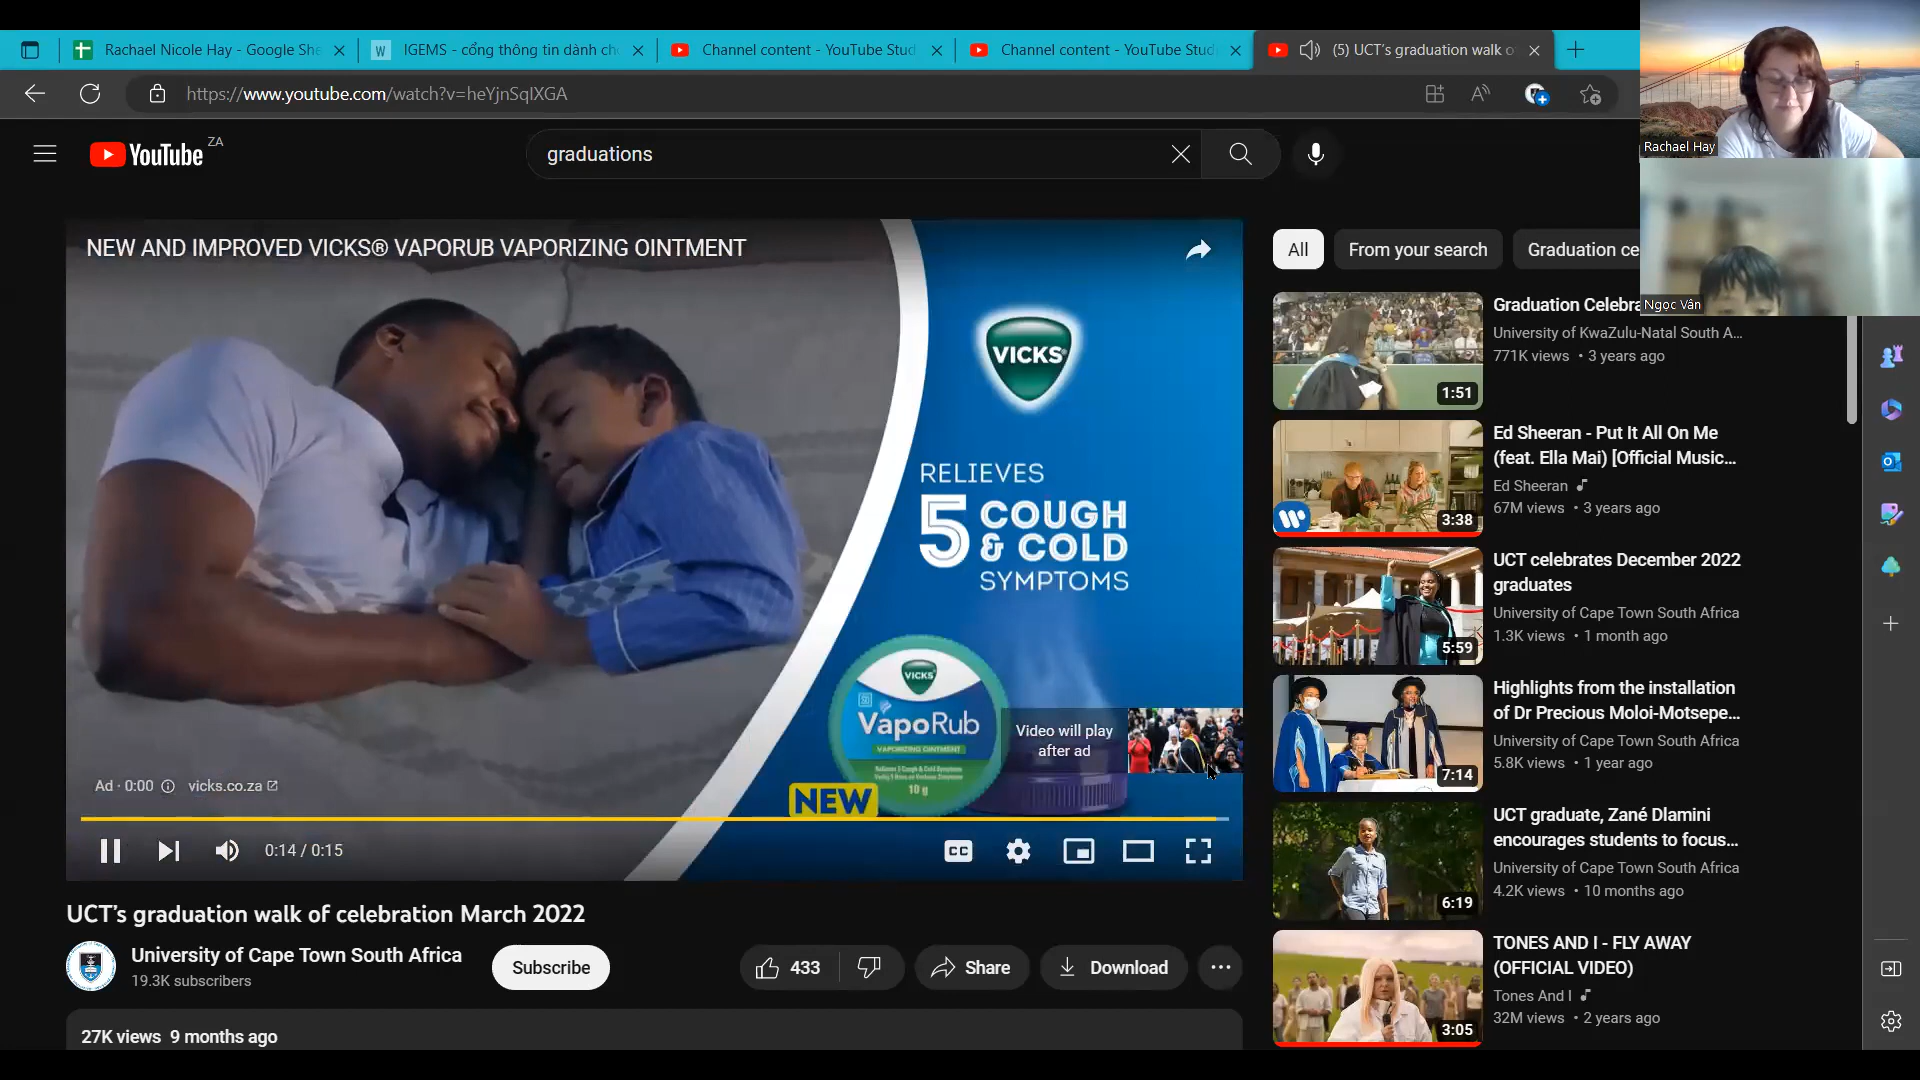 Rachael Nicole Hay - Google She
IGEMS - cổng thông tin dành ch
Channel content - YouTube Stud
Channel content - YouTube Stud
(5) UCT's graduation walk o
https://www.youtube.com/watch?v=heYjnSqIXGA
Rachael Hay
YouTube ZA
graduations
NEW AND IMPROVED VICKS® VAPORUB VAPORIZING OINTMENT
All
From your search
Graduation ce
Ngọc Vân
VICKS
RELIEVES
5 COUGH
& COLD
SYMPTOMS
VICKS
VapoRub
VAPORIZING OINTMENT
10 g
NEW
Video will play
after ad
Ad · 0:00
vicks.co.za
0:14 / 0:15
CC
UCT's graduation walk of celebration March 2022
University of Cape Town South Africa
19.3K subscribers
Subscribe
433
Share
Download
27K views 9 months ago
Graduation Celebra
University of KwaZulu-Natal South A...
771K views • 3 years ago
1:51
Ed Sheeran - Put It All On Me
(feat. Ella Mai) [Official Music...
Ed Sheeran
67M views • 3 years ago
3:38
UCT celebrates December 2022
graduates
University of Cape Town South Africa
1.3K views • 1 month ago
5:59
Highlights from the installation
of Dr Precious Moloi-Motsepe...
University of Cape Town South Africa
5.8K views • 1 year ago
7:14
UCT graduate, Zané Dlamini
encourages students to focus...
University of Cape Town South Africa
4.2K views • 10 months ago
6:19
TONES AND I - FLY AWAY
(OFFICIAL VIDEO)
Tones And I
32M views • 2 years ago
3:05